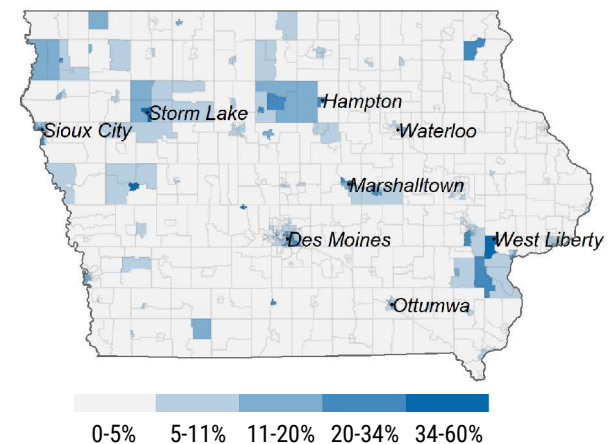 Hampton
Storm Lake
Sioux City
Waterloo
Marshalltown
Des Moines
West Liberty
Ottumwa
0-5% 5-11% 11-20% 20-34% 34-60%